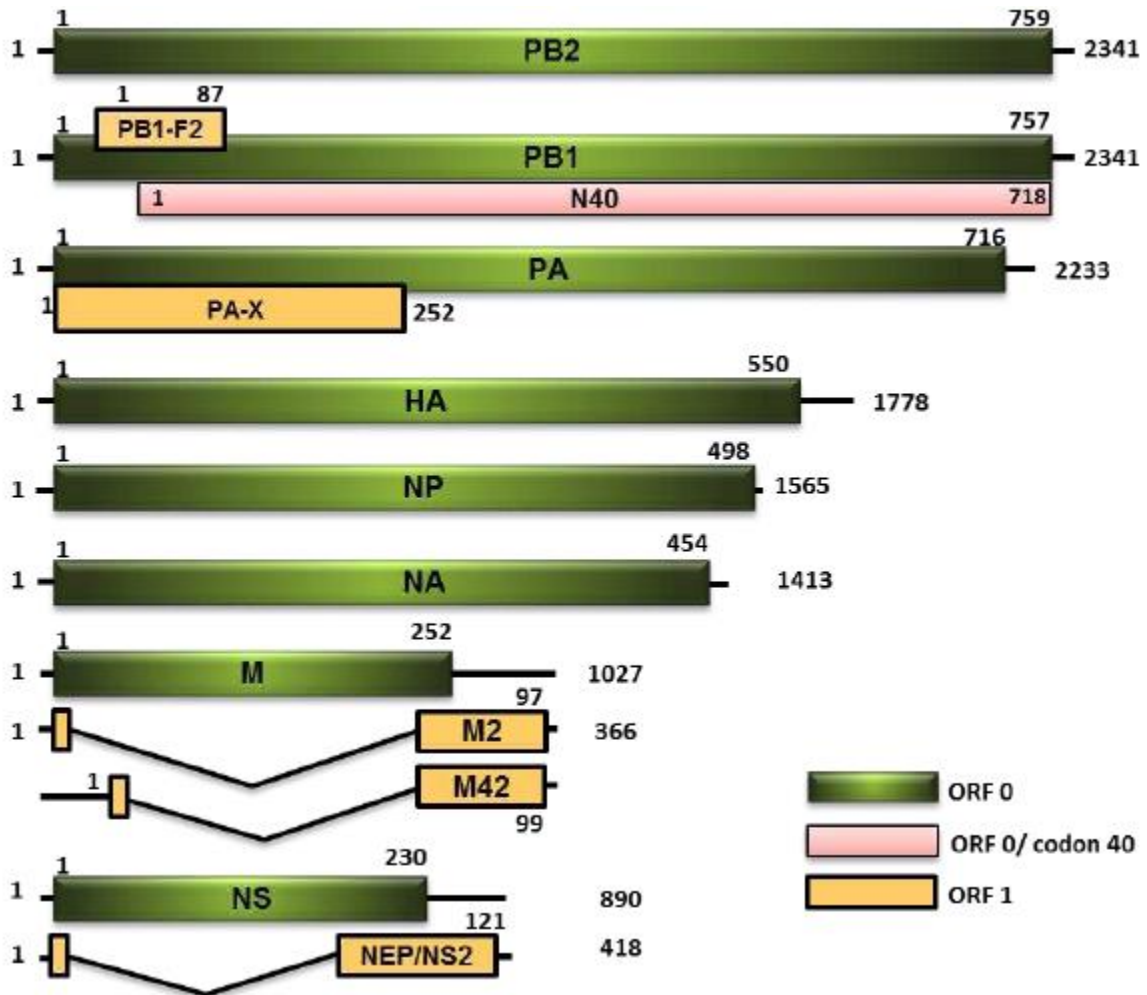 1 759
1 PB2 2341
1 87
PB1-F2
1 757
1 PB1 2341
1 N40 718
1 716
1 PA 2233
1 PA-X 252
1 550
1 HA 1778
1 498
1 NP 1565
1 454
1 NA 1413
1 252
1 M 1027
97
1 M2 366
1 M42
99
ORF 0
ORF 0/ codon 40
ORF 1
1 230
1 NS 890
121
1 NEP/NS2 418